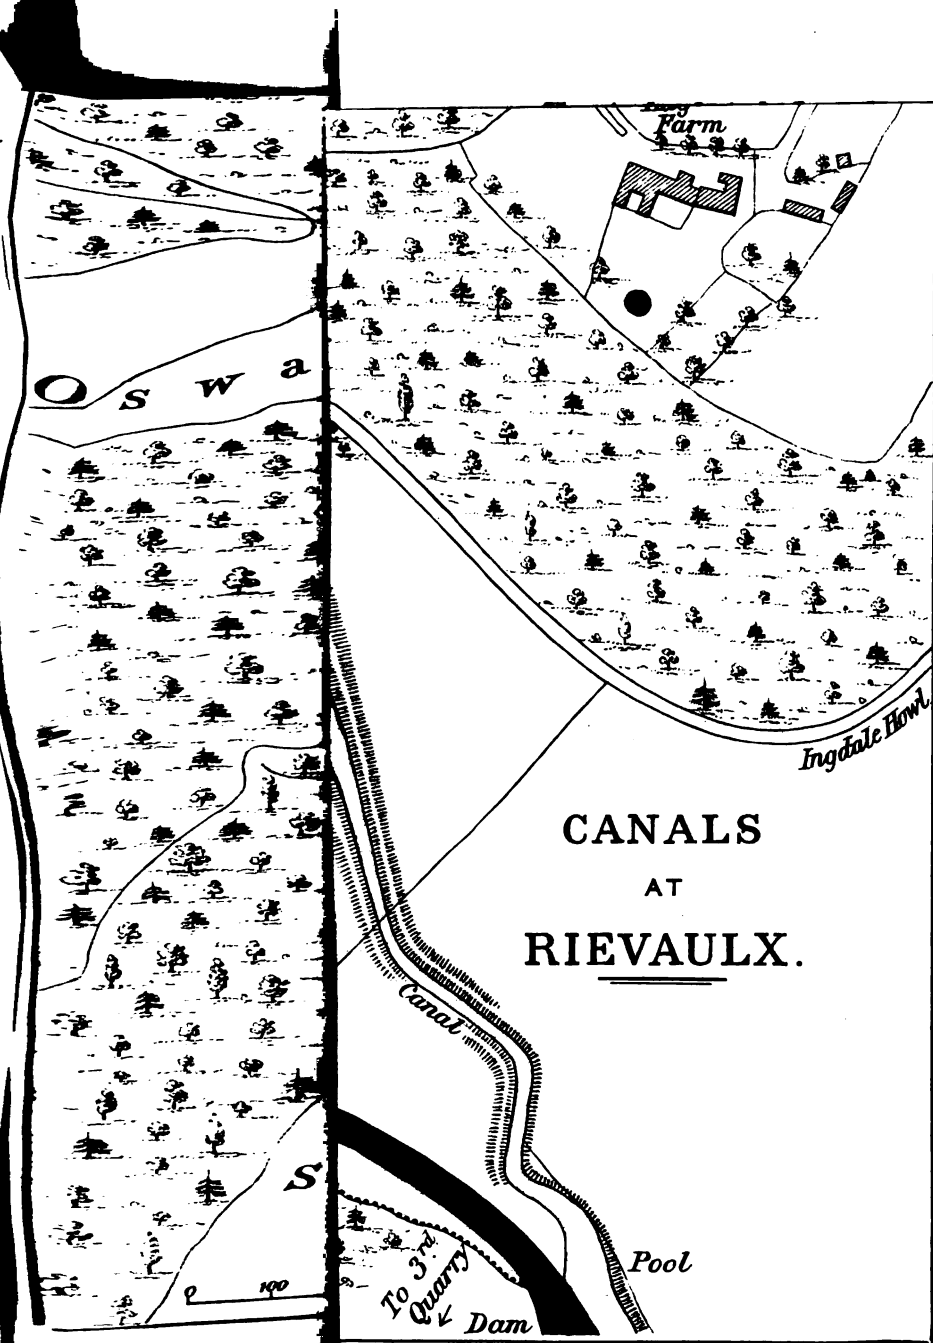 Farm
O s w a
Ingdale Howl
CANALS
AT
RIEVAULX.
Canal
S
Pool
To 3rd
Quarry
Dam
0 100